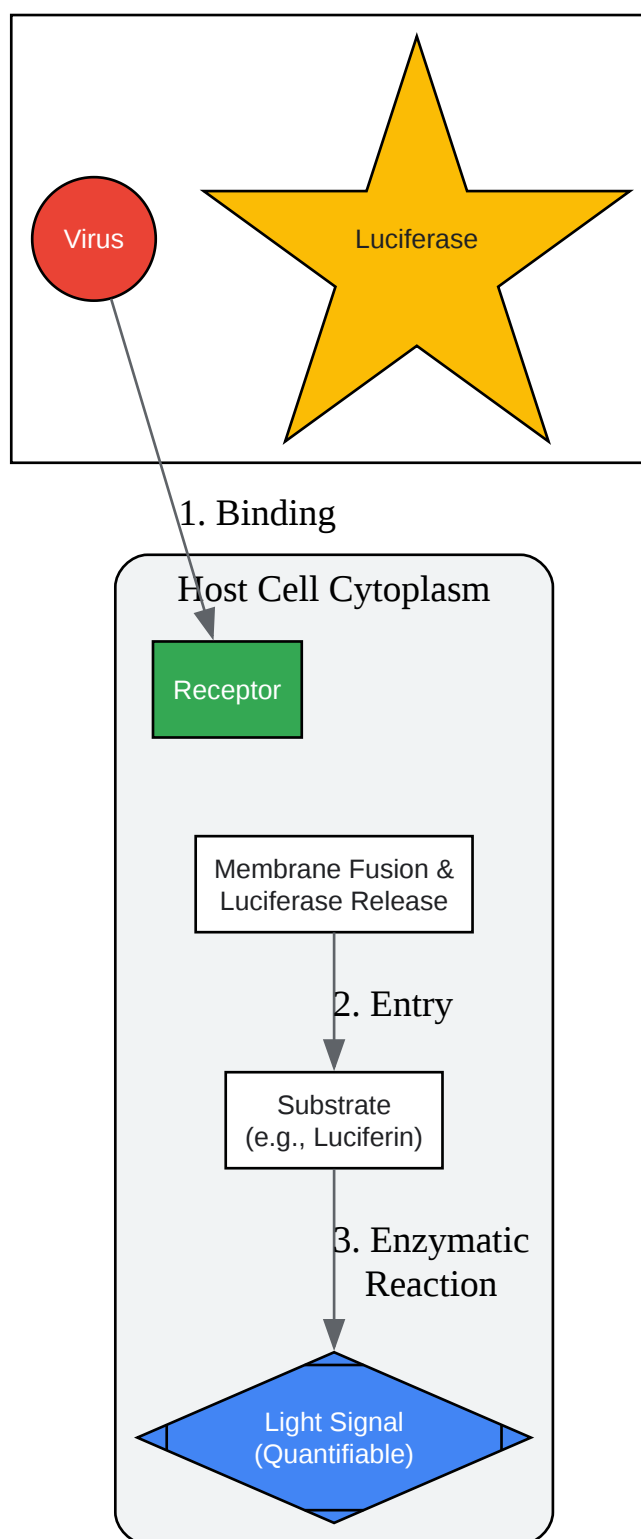 Virus
Luciferase
1. Binding
Host Cell Cytoplasm
Receptor
Membrane Fusion &
Luciferase Release
2. Entry
Substrate
(e.g., Luciferin)
3. Enzymatic
Reaction
Light Signal
(Quantifiable)